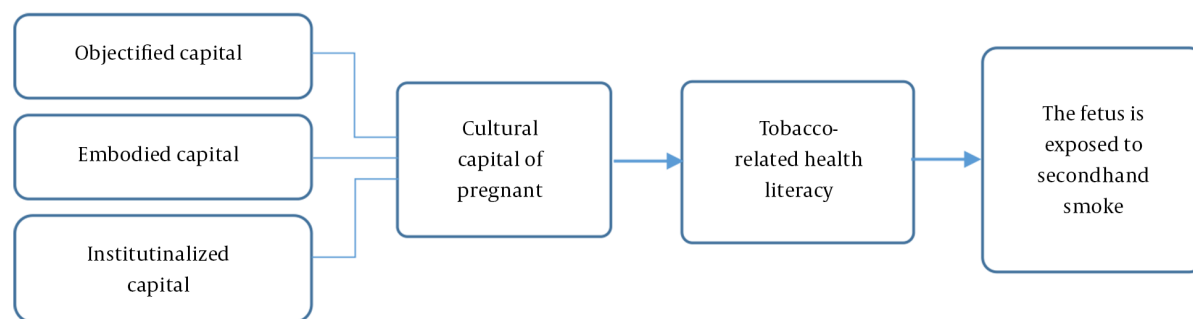 Objectified capital
Embodied capital
Institutinalized
capital
Cultural
capital of
pregnant
Tobacco-
related health
literacy
The fetus is
exposed to
secondhand
smoke